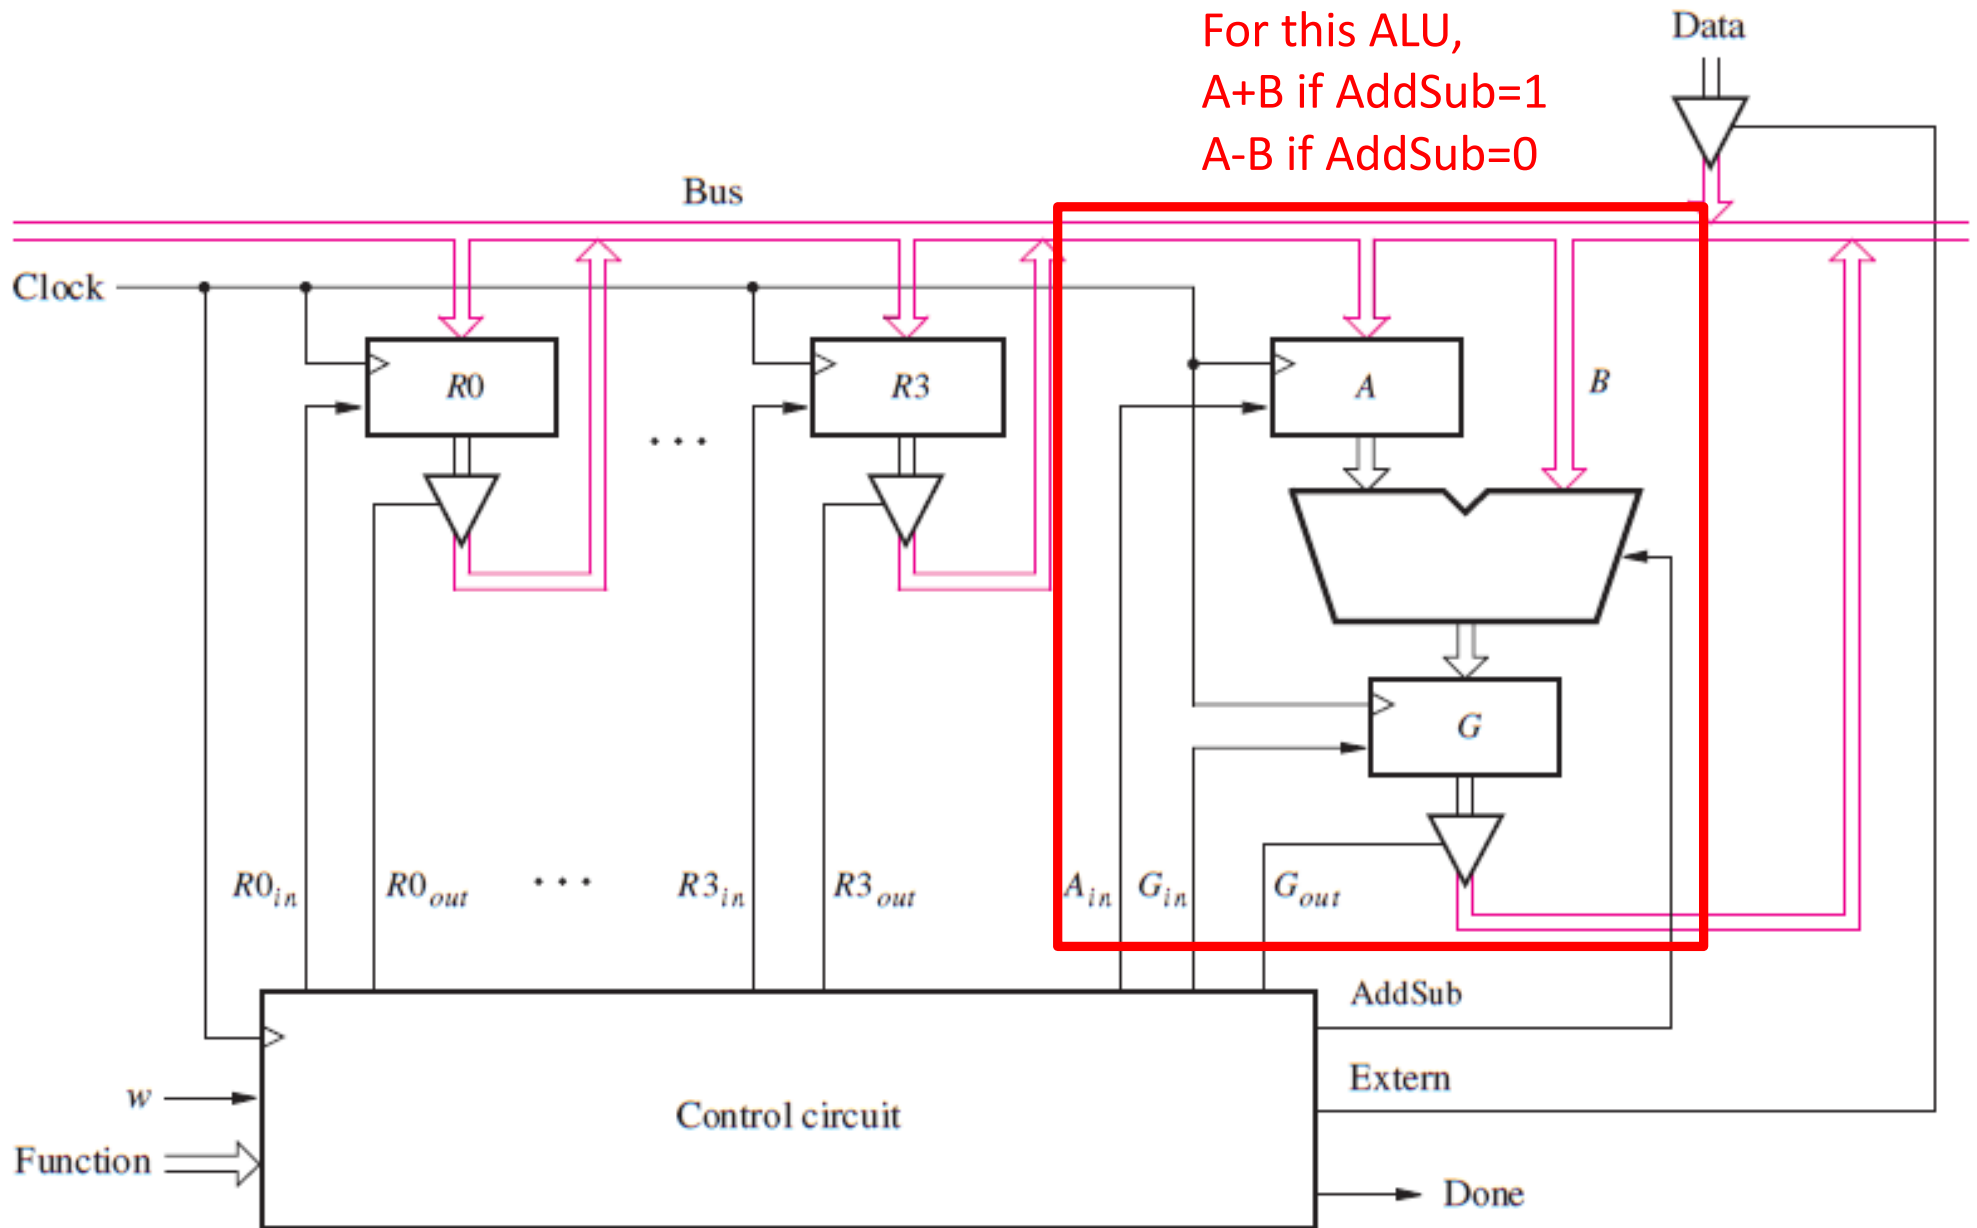 For this ALU,
A+B if AddSub=1
A-B if AddSub=0
Data
Bus
Clock
R0
R3
A
B
. . .
G
R0in
R0out
. . .
R3in
R3out
Ain
Gin
Gout
AddSub
Extern
w
Control circuit
Function
Done